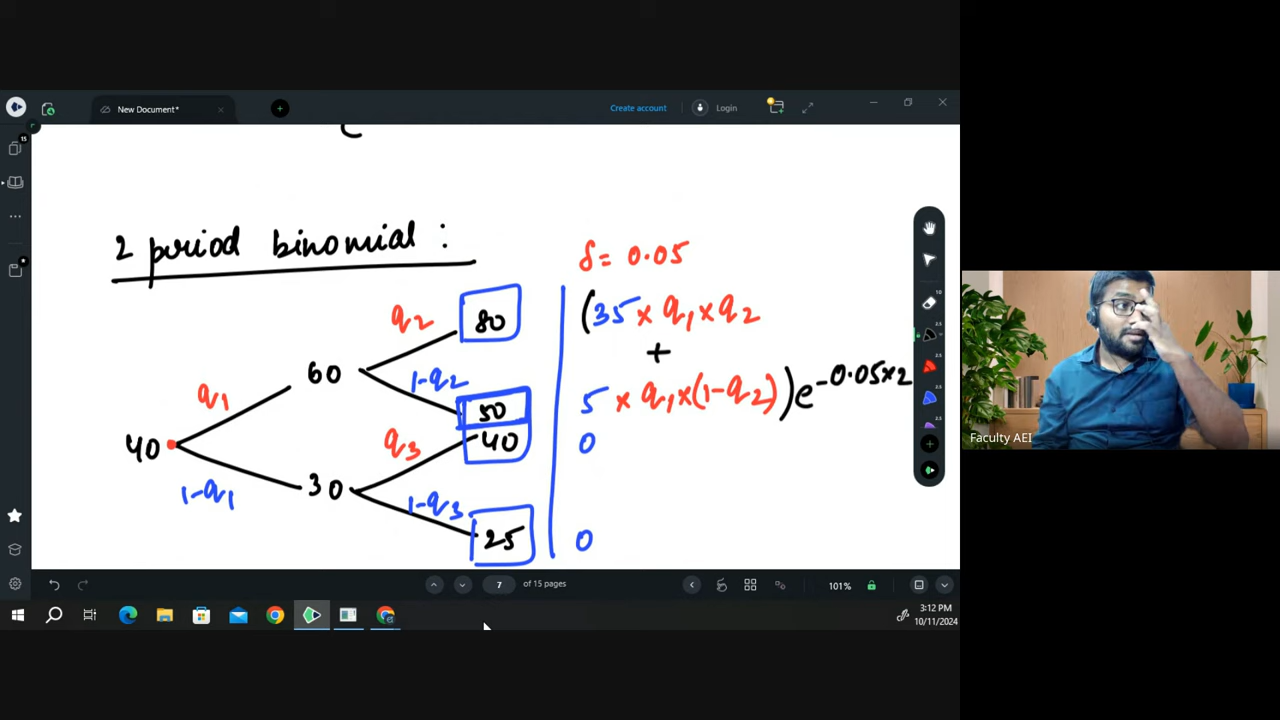 New Document*
Create account
Login
2 period binomial :
δ = 0.05
q2
80
(35 × q1 × q2
60
+
1-q2
q1
50
5 × q1 × (1-q2)) e^-0.05×2
40
q3
40
0
1-q1
30
1-q3
25
0
7
of 15 pages
101%
3:12 PM
10/11/2024
Faculty AEI